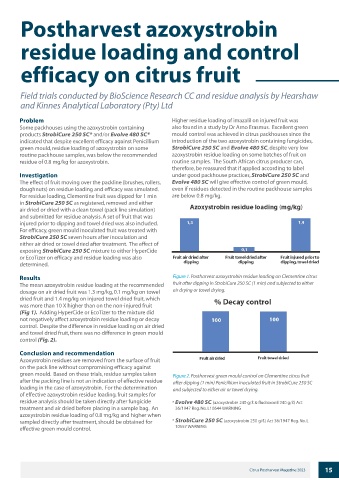 Postharvest azoxystrobin
residue loading and control
efficacy on citrus fruit
Field trials conducted by BioScience Research CC and residue analysis by Hearshaw
and Kinnes Analytical Laboratory (Pty) Ltd
Problem
Some packhouses using the azoxystrobin containing
products StrobiCure 250 SC* and/or Evolve 480 SC*
indicated that despite excellent efficacy against Penicillium
green mould, residue loading of azoxystrobin on some
routine packhouse samples, was below the recommended
residue of 0.8 mg/kg for azoxystrobin.
Investigation
The effect of fruit moving over the packline (brushes, rollers,
dough nuts) on residue loading and efficacy was simulated.
For residue loading, Clementine fruit was dipped for 1 min
in StrobiCure 250 SC as registered, removed and either
air dried or dried with a clean towel (pack line simulation)
and submitted for residue analysis. A set of fruit that was
injured prior to dipping and towel dried was also included.
For efficacy, green mould inoculated fruit was treated with
StrobiCure 250 SC seven hours after inoculation and
either air dried or towel dried after treatment. The effect of
exposing StrobiCure 250 SC mixture to either HyperCide
or EcoTizer on efficacy and residue loading was also
determined.
Results
The mean azoxystrobin residue loading at the recommended
dosage on air dried fruit was 1.3 mg/kg, 0.1 mg/kg on towel
dried fruit and 1.4 mg/kg on injured towel dried fruit, which
was more than 10 X higher than on the non-injured fruit
(Fig 1). Adding HyperCide or EcoTizer to the mixture did
not negatively affect azoxystrobin residue loading or decay
control. Despite the difference in residue loading on air dried
and towel dried fruit, there was no difference in green mould
control (Fig. 2).
Conclusion and recommendation
Azoxystrobin residues are removed from the surface of fruit
on the pack line without compromising efficacy against
green mould. Based on these trials, residue samples taken
after the packing line is not an indication of effective residue
loading in the case of azoxystrobin. For the determination
of effective azoxystrobin residue loading, fruit samples for
residue analysis should be taken directly after fungicide
treatment and air dried before placing in a sample bag. An
azoxystrobin residue loading of 0.8 mg/kg and higher when
sampled directly after treatment, should be obtained for
effective green mould control.
Higher residue loading of imazalil on injured fruit was
also found in a study by Dr Arno Erasmus. Excellent green
mould control was achieved in citrus packhouses since the
introduction of the two azoxystrobin containing fungicides,
StrobiCure 250 SC and Evolve 480 SC, despite very low
azoxystrobin residue loading on some batches of fruit on
routine samples. The South African citrus producer can,
therefore, be reassured that if applied according to label
under good packhouse practices, StrobiCure 250 SC and
Evolve 480 SC will give effective control of green mould,
even if residues detected in the routine packhouse samples
are below 0.8 mg/kg.
Azoxystrobin residue loading (mg/kg)
1.3
0.1
1.4
Fruit air dried after
dipping
Fruit towel dried after
dipping
Fruit injured prior to
dipping, towel dried
Figure 1. Postharvest azoxystrobin residue loading on Clementine citrus
fruit after dipping in StrobiCure 250 SC (1 min) and subjected to either
air drying or towel drying.
% Decay control
100
100
Fruit air dried
Fruit towel dried
Figure 2. Postharvest green mould control on Clementine citrus fruit
after dipping (1 min) Penicillium inoculated fruit in StrobiCure 250 SC
and subjected to either air or towel drying.
* Evolve 480 SC
* StrobiCure 250 SC
Citrus Postharvest Magazine 2022
15